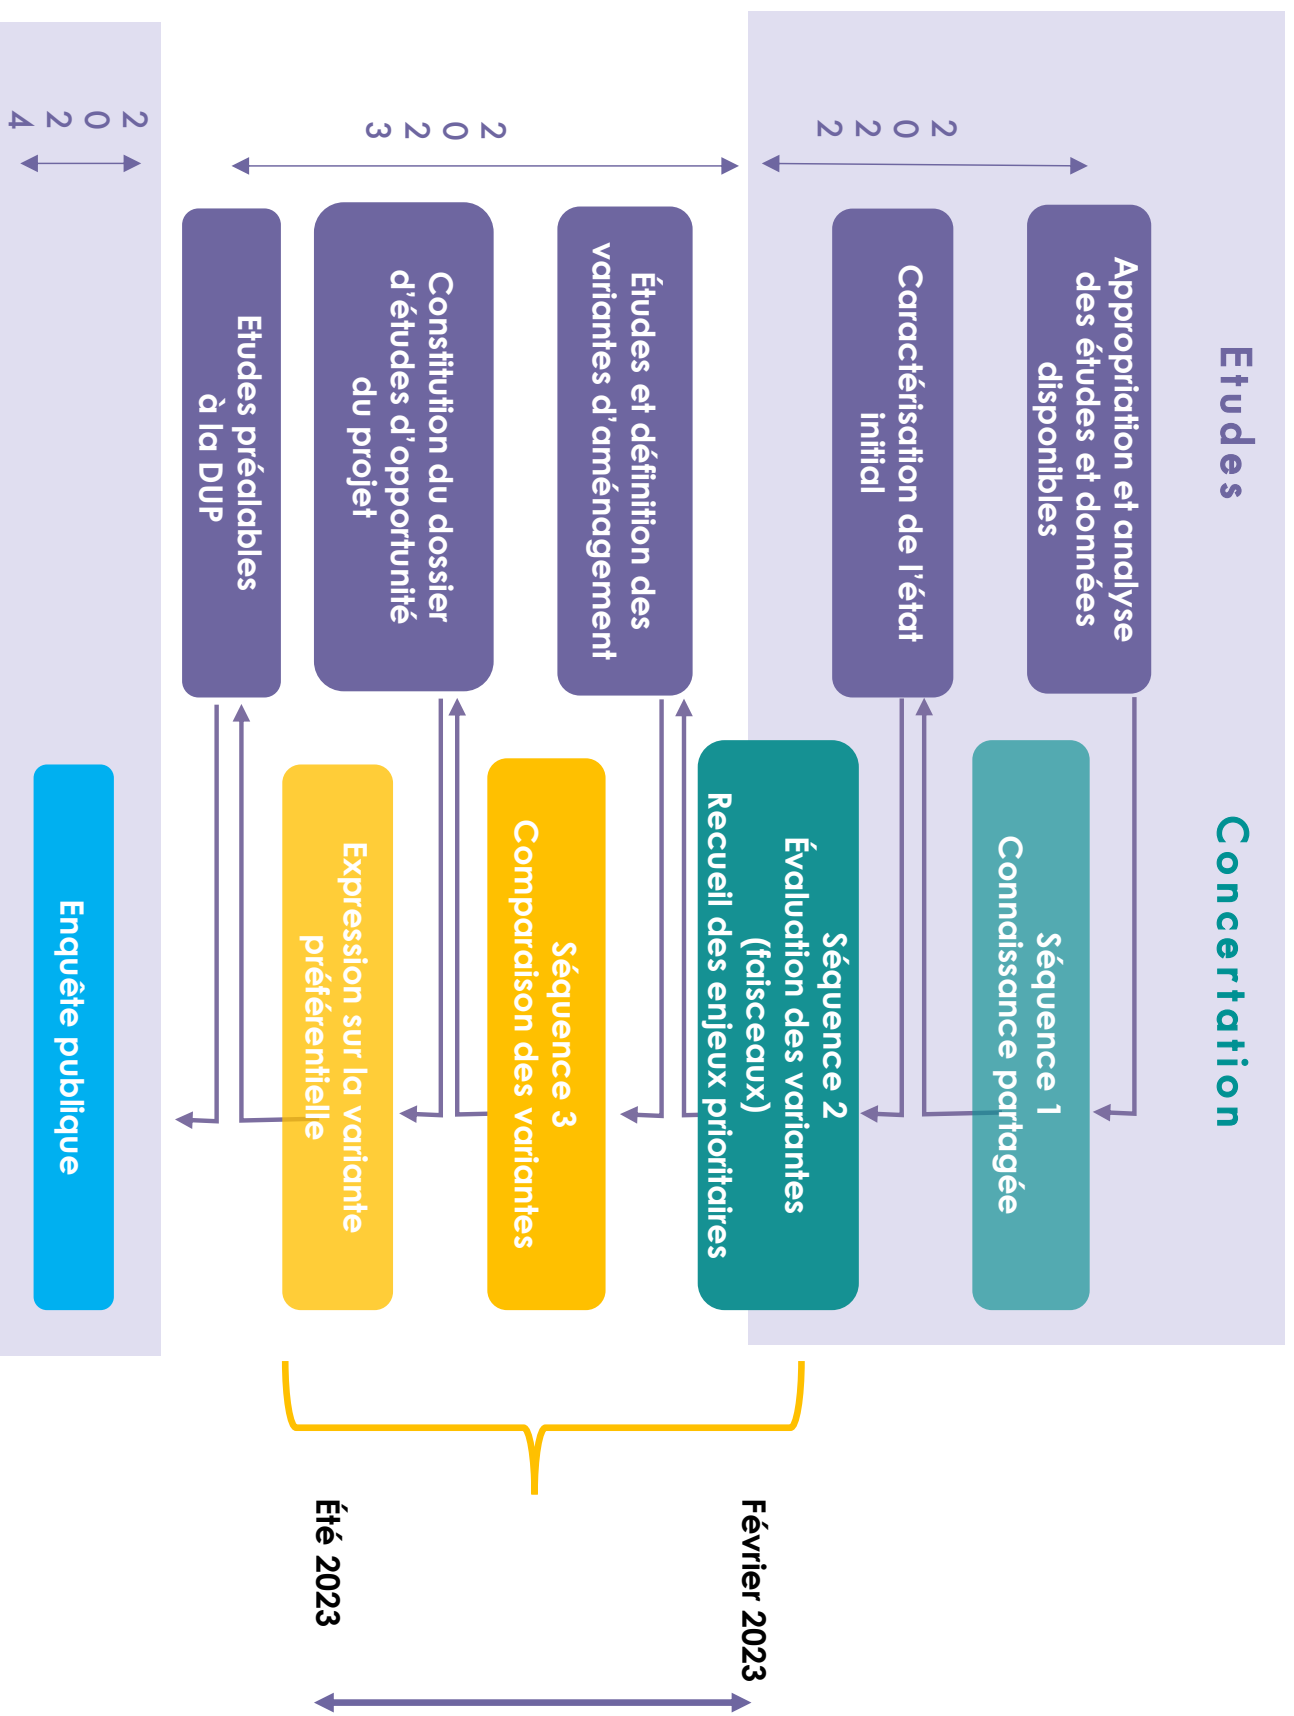 Etudes
Concertation
2022
Appropriation et analyse
des études et données
disponibles
Séquence 1
Connaissance partagée
Caractérisation de l'état
initial
Séquence 2
Évaluation des variantes
(faisceaux)
Recueil des enjeux prioritaires
2023
Études et définition des
variantes d'aménagement
Séquence 3
Comparaison des variantes
Constitution du dossier
d'études d'opportunité
du projet
Expression sur la variante
préférentielle
Etudes préalables
à la DUP
2024
Enquête publique
Février 2023
Été 2023